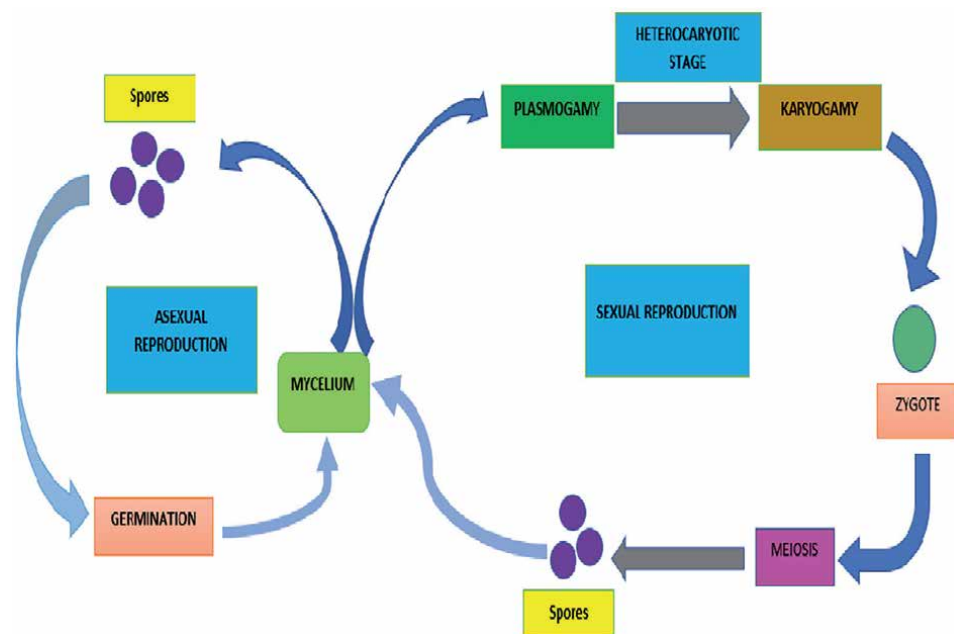 HETEROCARYOTIC
STAGE
Spores
PLASMOGAMY
KARYOGAMY
ASEXUAL
REPRODUCTION
SEXUAL REPRODUCTION
MYCELIUM
ZYGOTE
GERMINATION
MEIOSIS
Spores